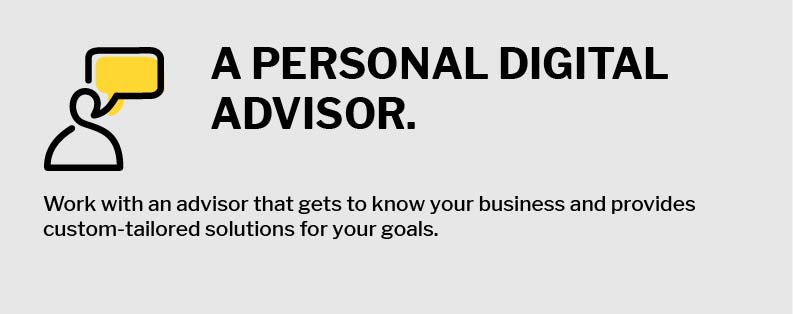 A PERSONAL DIGITAL
ADVISOR.
Work with an advisor that gets to know your business and provides
custom-tailored solutions for your goals.